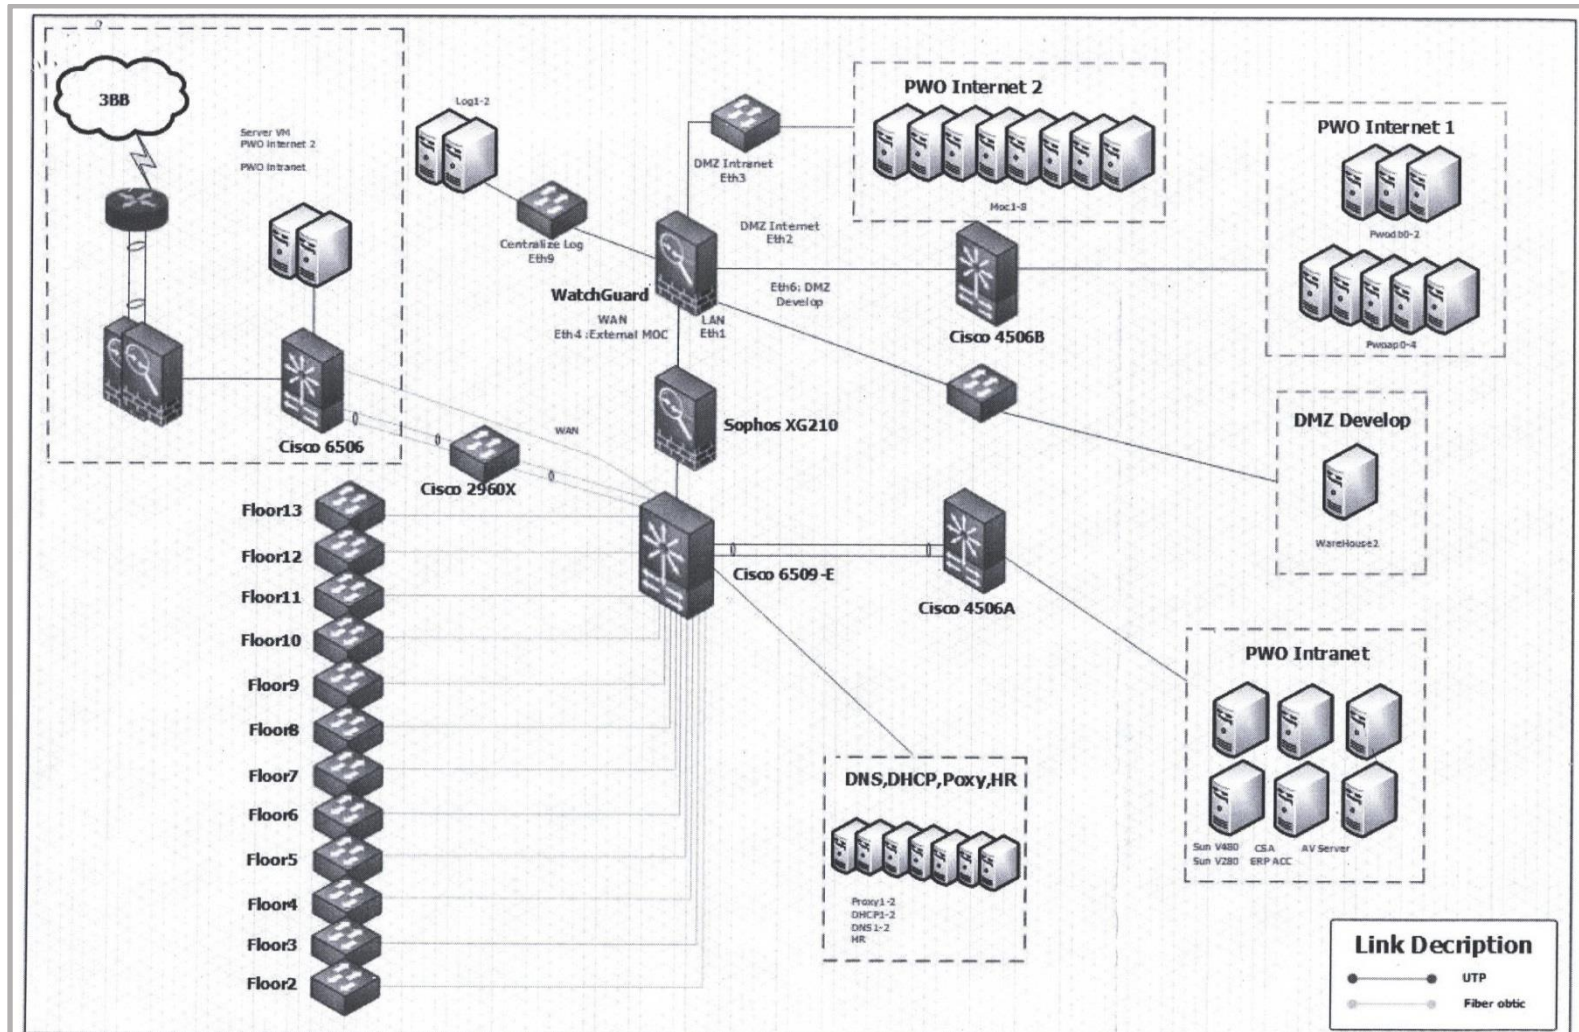 3BB
Server VM
PWO Internet 2
PWO Intranet
Log1-2
Centralize Log
Eth9
DMZ Intranet
Eth3
PWO Internet 2
Moc1-8
PWO Internet 1
Pwodb0-2
Pwoap0-4
DMZ Internet
Eth2
Eth6: DMZ
Develop
WatchGuard
WAN
Eth4 :External MOC
LAN
Eth1
Cisco 4506B
Sophos XG210
Cisco 6506
WAN
Cisco 2960X
DMZ Develop
WareHouse2
Cisco 6509-E
Cisco 4506A
Floor13
Floor12
Floor11
Floor10
Floor9
Floor8
Floor7
Floor6
Floor5
Floor4
Floor3
Floor2
PWO Intranet
Sun V480 CSA AV Server
Sun V280 ERP ACC
DNS,DHCP,Poxy,HR
Proxy1-2
DHCP1-2
DNS1-2
HR
Link Decription
UTP
Fiber obtic